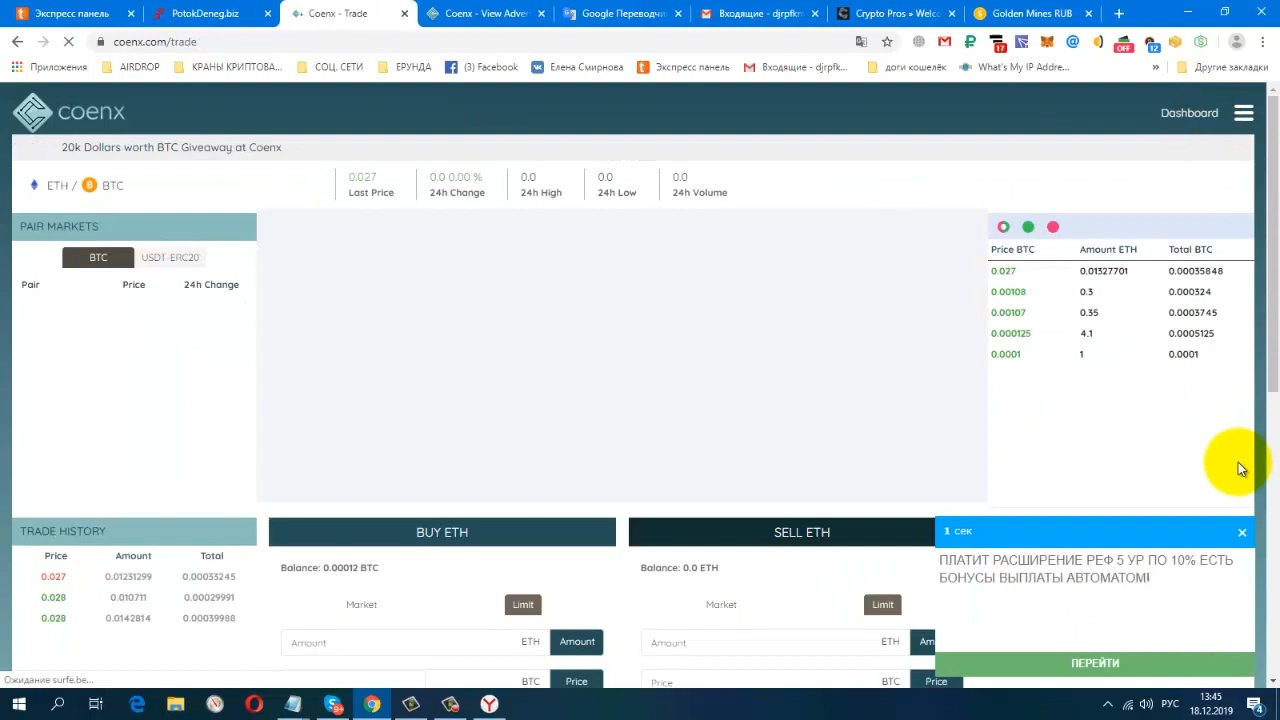 Экспресс панель
PotokDeneg.biz
Coenx - Trade
Coenx - View Adver
Google Переводчи
Входящие - djrpfkm
Crypto Pros » Welco
Golden Mines RUB
coenx.com/trade
17
OFF
12
Приложения
AIRDROP
КРАНЫ КРИПТОВА...
СОЦ. СЕТИ
ЕРУНДА
(3) Facebook
Елена Смирнова
Экспресс панель
Входящие - djrpfk...
доги кошелёк
What's My IP Addre...
»
Другие закладки
coenx
Dashboard
20k Dollars worth BTC Giveaway at Coenx
ETH / BTC
0.027
Last Price
0.0 0.00 %
24h Change
0.0
24h High
0.0
24h Low
0.0
24h Volume
PAIR MARKETS
BTC USDT-ERC20
Pair Price 24h Change
Price BTC Amount ETH Total BTC
0.027 0.01327701 0.00035848
0.00108 0.3 0.000324
0.00107 0.35 0.0003745
0.000125 4.1 0.0005125
0.0001 1 0.0001
TRADE HISTORY
Price Amount Total
0.027 0.01231299 0.00033245
0.028 0.010711 0.00029991
0.028 0.0142814 0.00039988
BUY ETH
Balance: 0.00012 BTC
Market Limit
Amount ETH Amount
BTC Price
SELL ETH
Balance: 0.0 ETH
Market Limit
Amount ETH Am
Price BTC Price
1 сек
ПЛАТИТ РАСШИРЕНИЕ РЕФ 5 УР ПО 10% ЕСТЬ
БОНУСЫ ВЫПЛАТЫ АВТОМАТОМ!
ПЕРЕЙТИ
Ожидание surfe.be...
РУС
13:45
18.12.2019
4